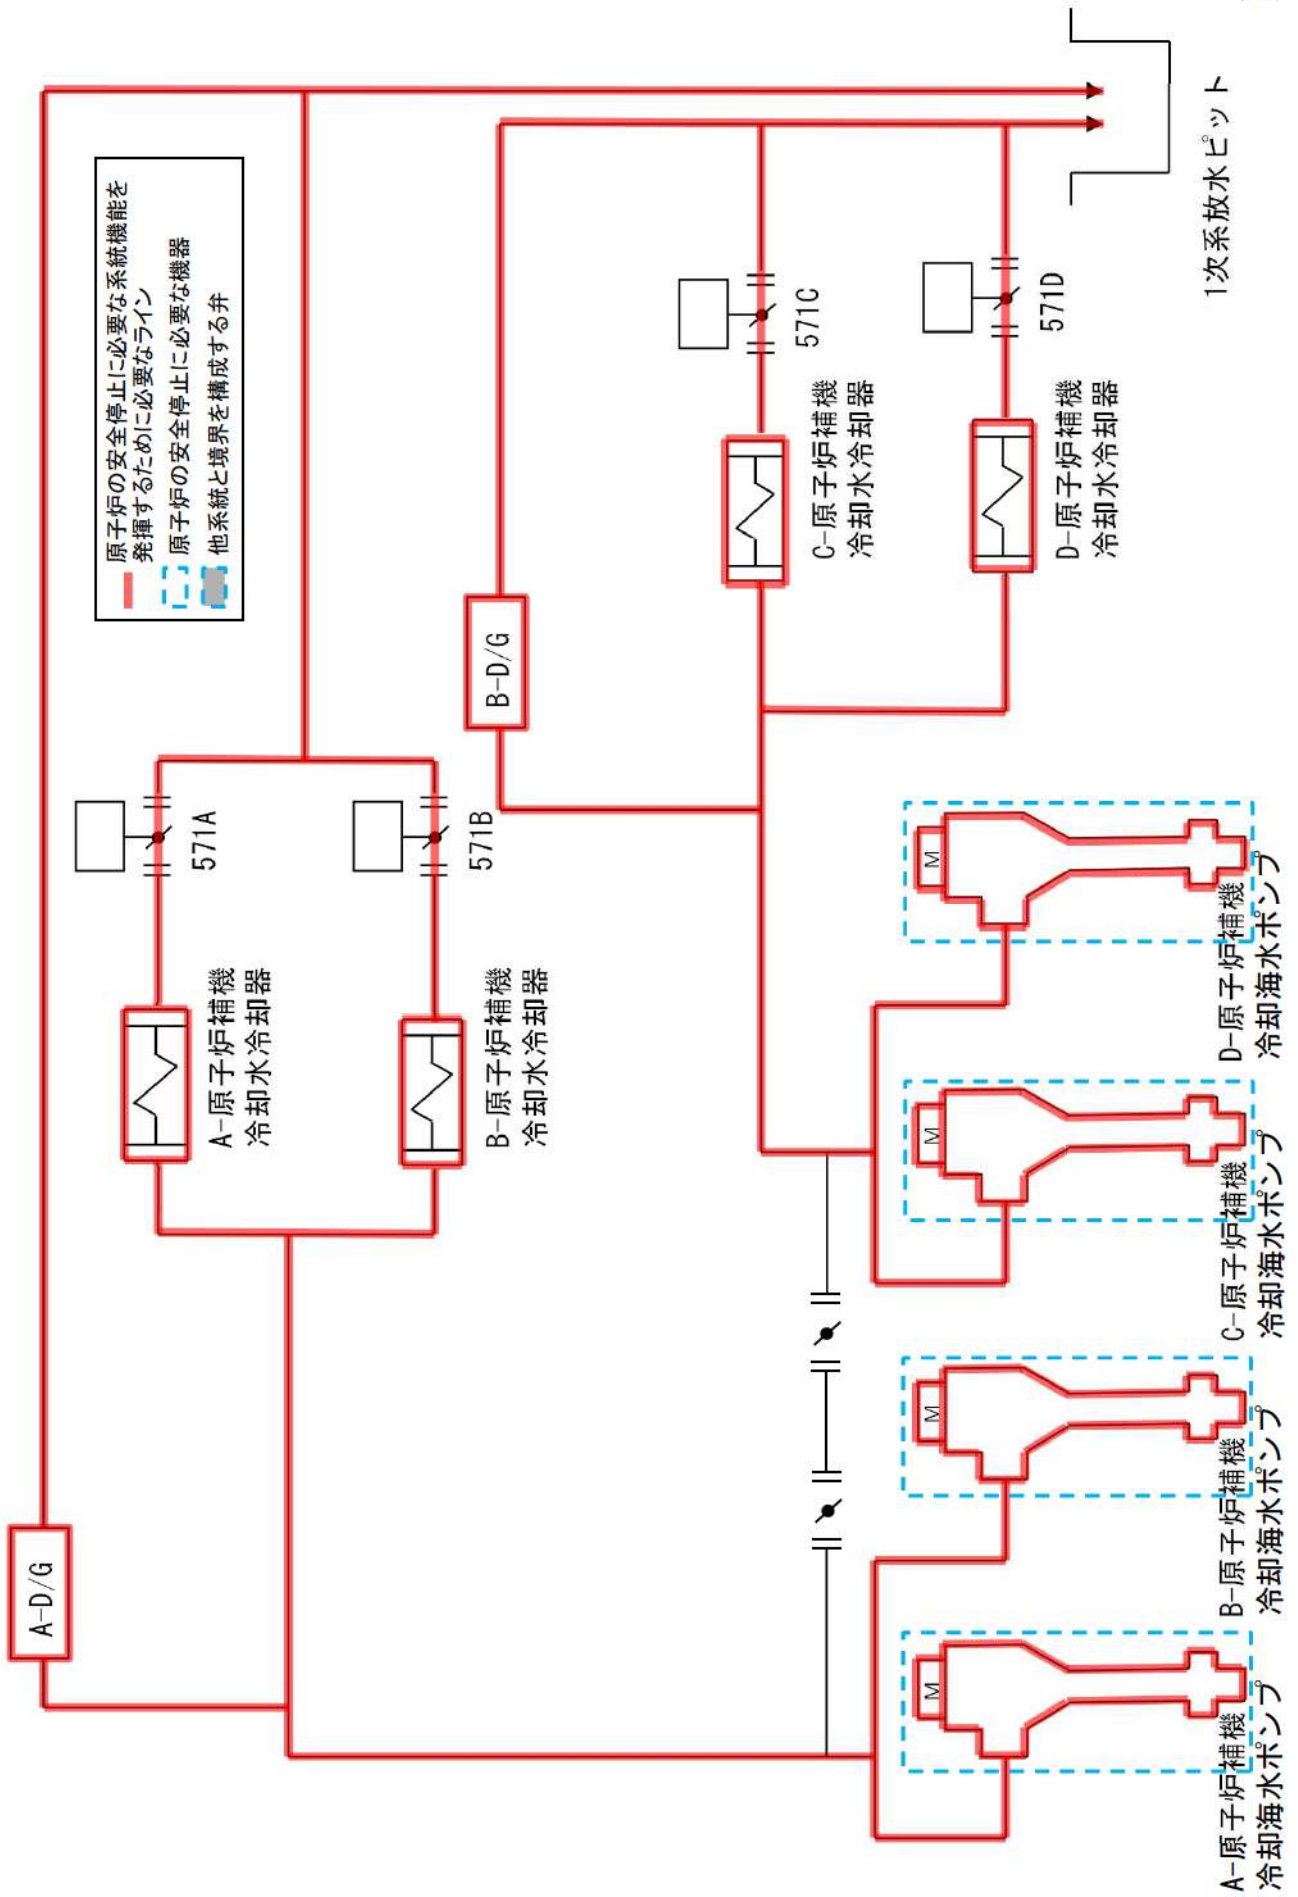 原子炉の安全停止に必要な系統機能を
発揮するために必要なライン
原子炉の安全停止に必要な機器
他系統と境界を構成する弁
A-D/G
571A
A-原子炉補機
冷却水冷却器
571B
B-原子炉補機
冷却水冷却器
B-D/G
571C
C-原子炉補機
冷却水冷却器
571D
D-原子炉補機
冷却水冷却器
1次系放水ピット
M
A-原子炉補機
冷却海水ポンプ
M
B-原子炉補機
冷却海水ポンプ
M
C-原子炉補機
冷却海水ポンプ
M
D-原子炉補機
冷却海水ポンプ